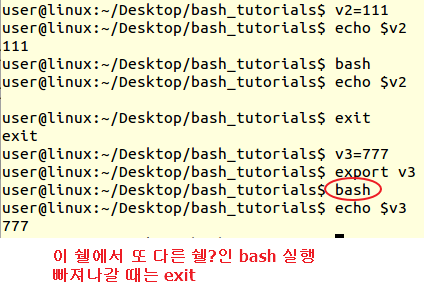 user@linux:~/Desktop/bash_tutorials$ v2=111
user@linux:~/Desktop/bash_tutorials$ echo $v2
111
user@linux:~/Desktop/bash_tutorials$ bash
user@linux:~/Desktop/bash_tutorials$ echo $v2

user@linux:~/Desktop/bash_tutorials$ exit
exit
user@linux:~/Desktop/bash_tutorials$ v3=777
user@linux:~/Desktop/bash_tutorials$ export v3
user@linux:~/Desktop/bash_tutorials$ bash
user@linux:~/Desktop/bash_tutorials$ echo $v3
777
이 쉘에서 또 다른 쉘?인 bash 실행
빠져나갈 때는 exit